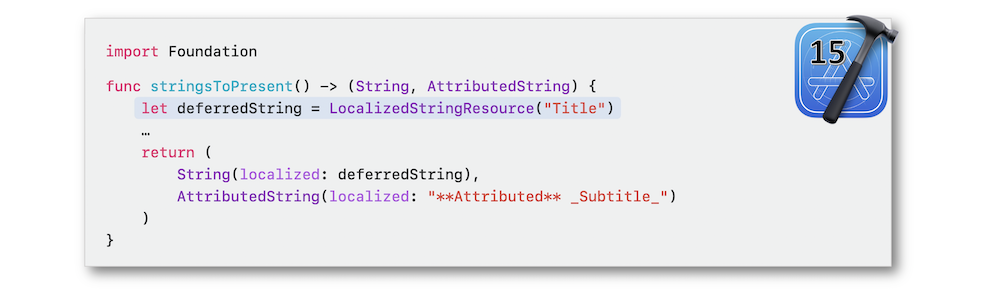 import Foundation
15
func stringsToPresent() -> (String, AttributedString) {
let deferredString = LocalizedStringResource("Title")
…
return (
String(localized: deferredString),
AttributedString(localized: "**Attributed** _Subtitle_")
)
}